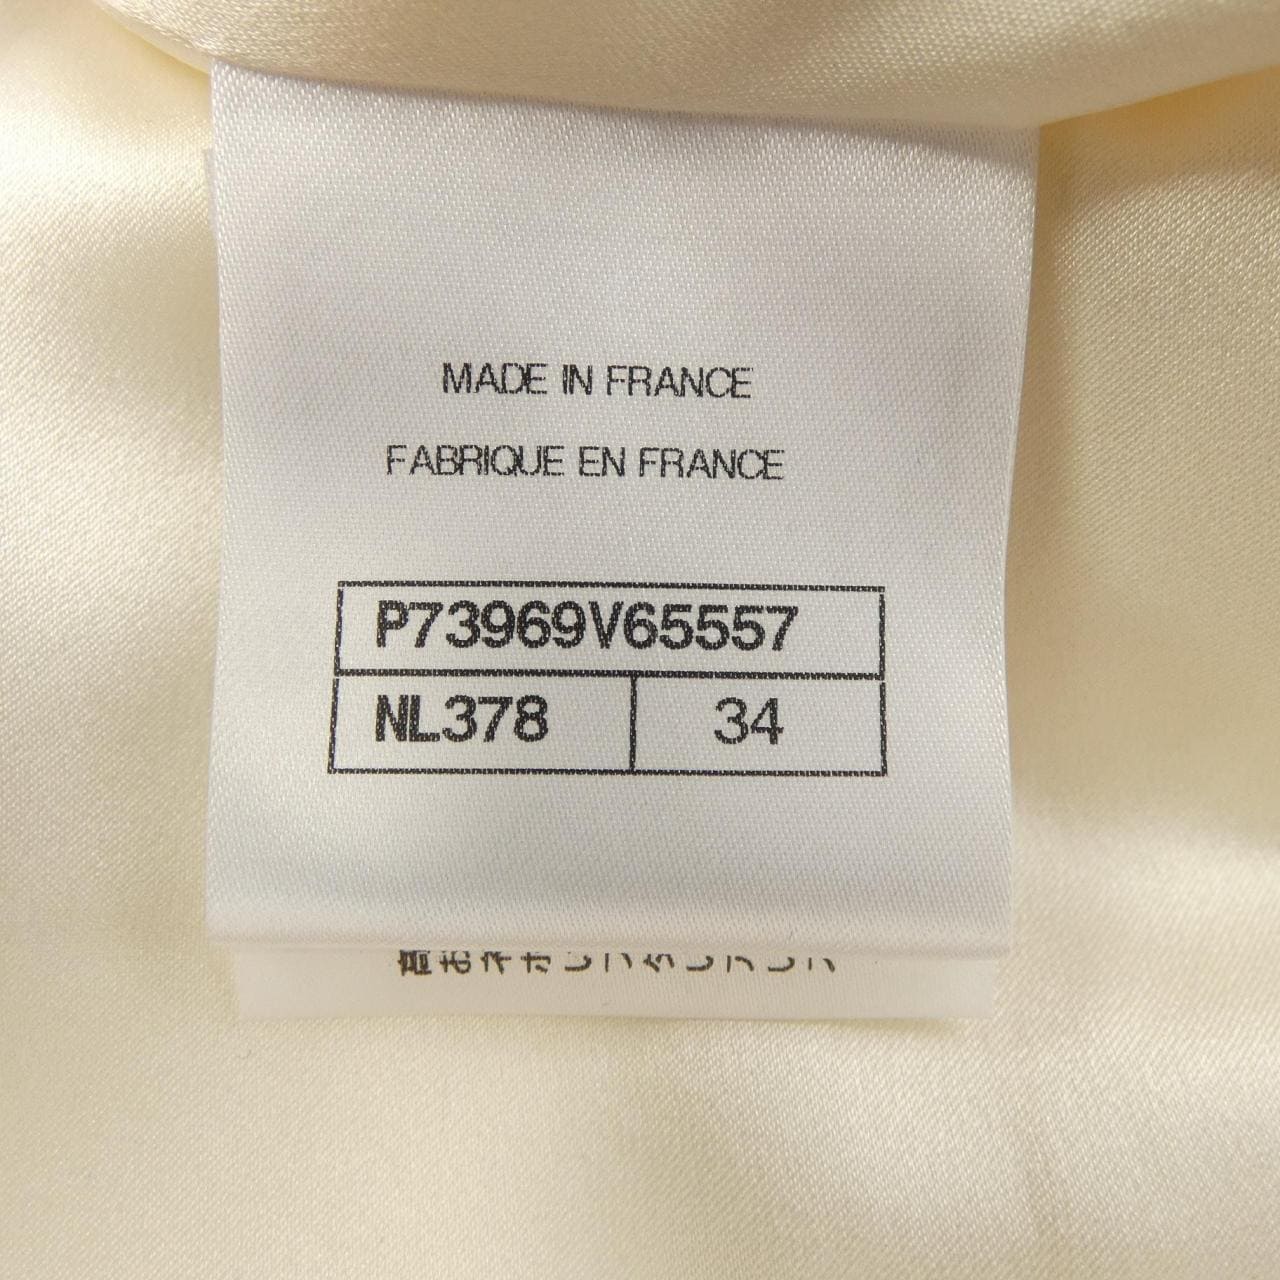 MADE IN FRANCE
FABRIQUE EN FRANCE
P73969V65557
NL378 34